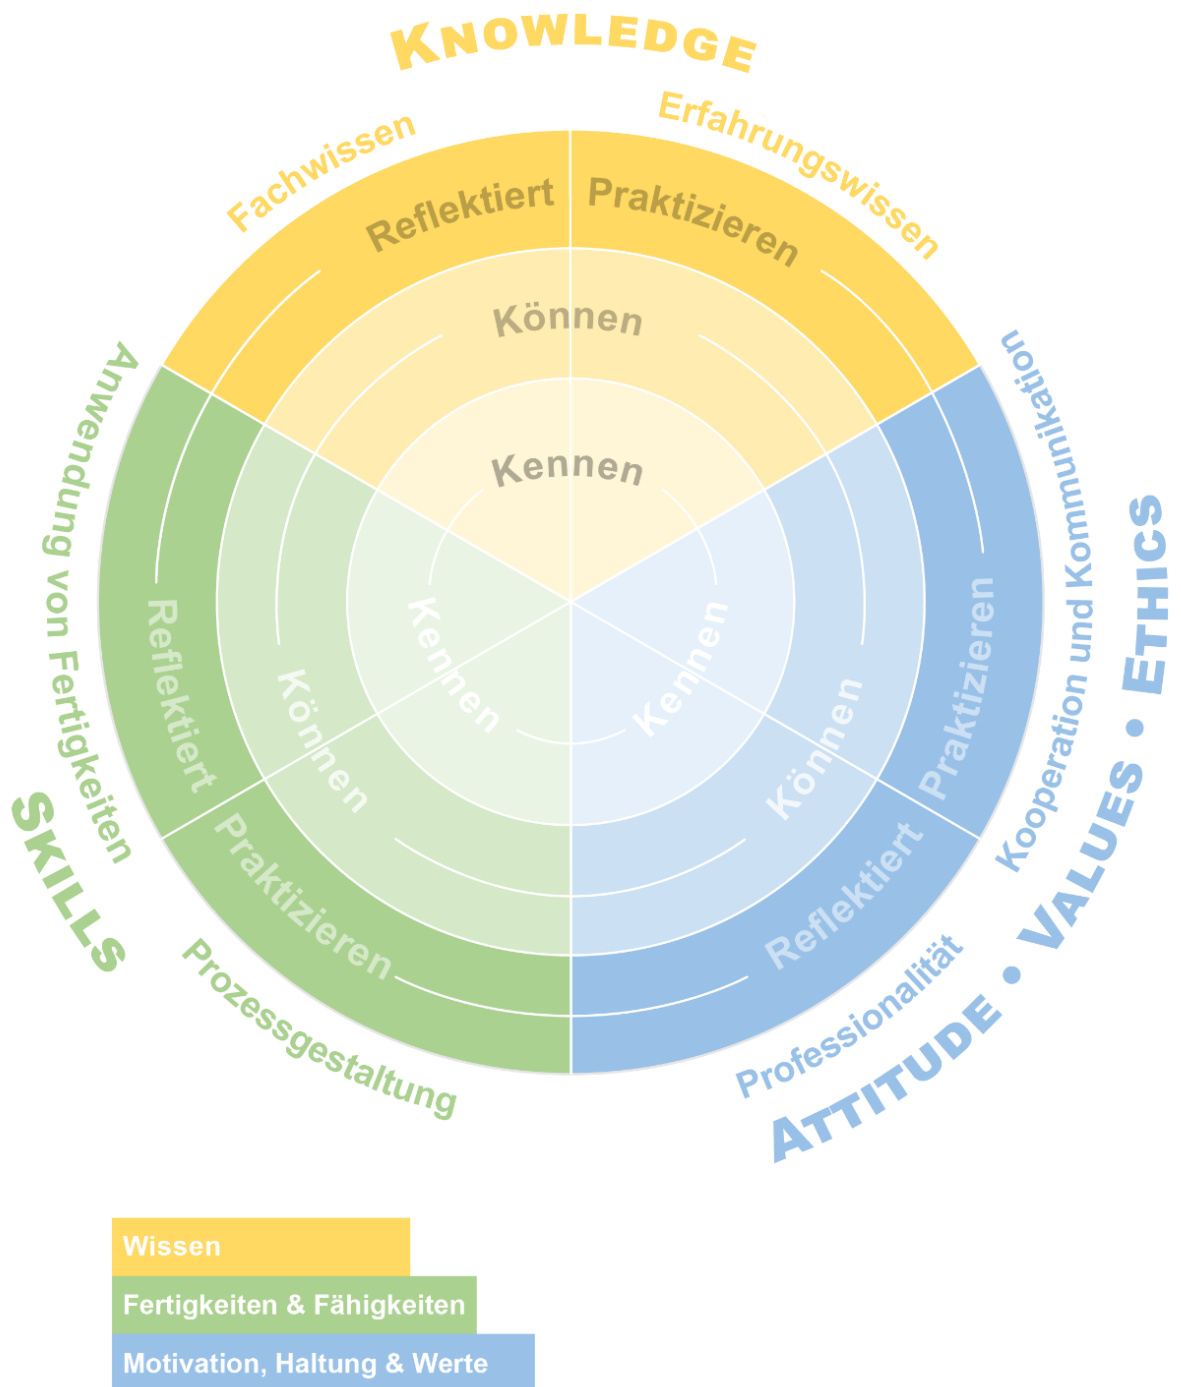 KNOWLEDGE
Fachwissen
Erfahrungswissen
Reflektiert Praktizieren
Können
Kennen
Anwendung von Fertigkeiten
Kooperation und Kommunikation
Kennen
Kennen
Können
Können
Reflektiert Praktizieren
Reflektiert Praktizieren
SKILLS
Prozessgestaltung
Professionalität
ATTITUDE • VALUES • ETHICS
Wissen
Fertigkeiten & Fähigkeiten
Motivation, Haltung & Werte